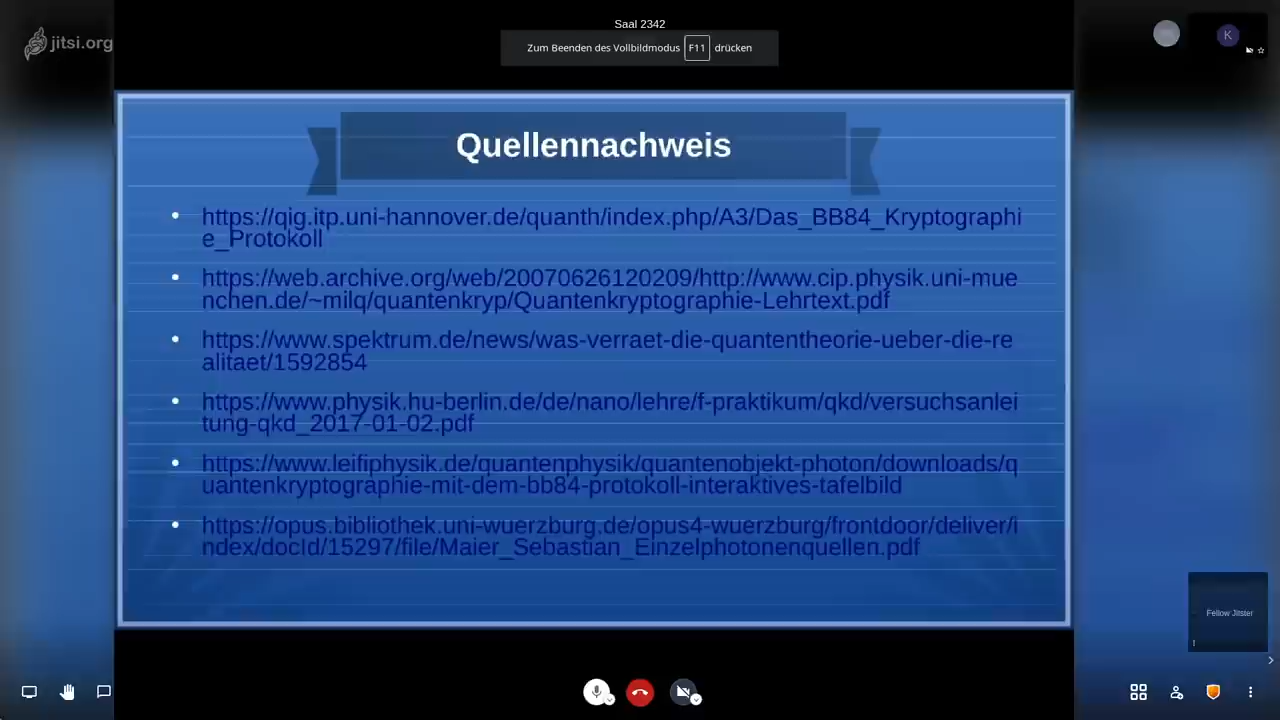 Saal 2342
jitsi.org
Zum Beenden des Vollbildmodus F11 drücken
K
Quellennachweis
https://qig.itp.uni-hannover.de/quanth/index.php/A3/Das_BB84_Kryptographi
e_Protokoll
https://web.archive.org/web/20070626120209/http://www.cip.physik.uni-mue
nchen.de/~milq/quantenkryp/Quantenkryptographie-Lehrtext.pdf
https://www.spektrum.de/news/was-verraet-die-quantentheorie-ueber-die-re
alitaet/1592854
https://www.physik.hu-berlin.de/de/nano/lehre/f-praktikum/qkd/versuchsanlei
tung-qkd_2017-01-02.pdf
https://www.leifiphysik.de/quantenphysik/quantenobjekt-photon/downloads/q
uantenkryptographie-mit-dem-bb84-protokoll-interaktives-tafelbild
https://opus.bibliothek.uni-wuerzburg.de/opus4-wuerzburg/frontdoor/deliver/i
ndex/docId/15297/file/Maier_Sebastian_Einzelphotonenquellen.pdf
Fellow Jitster